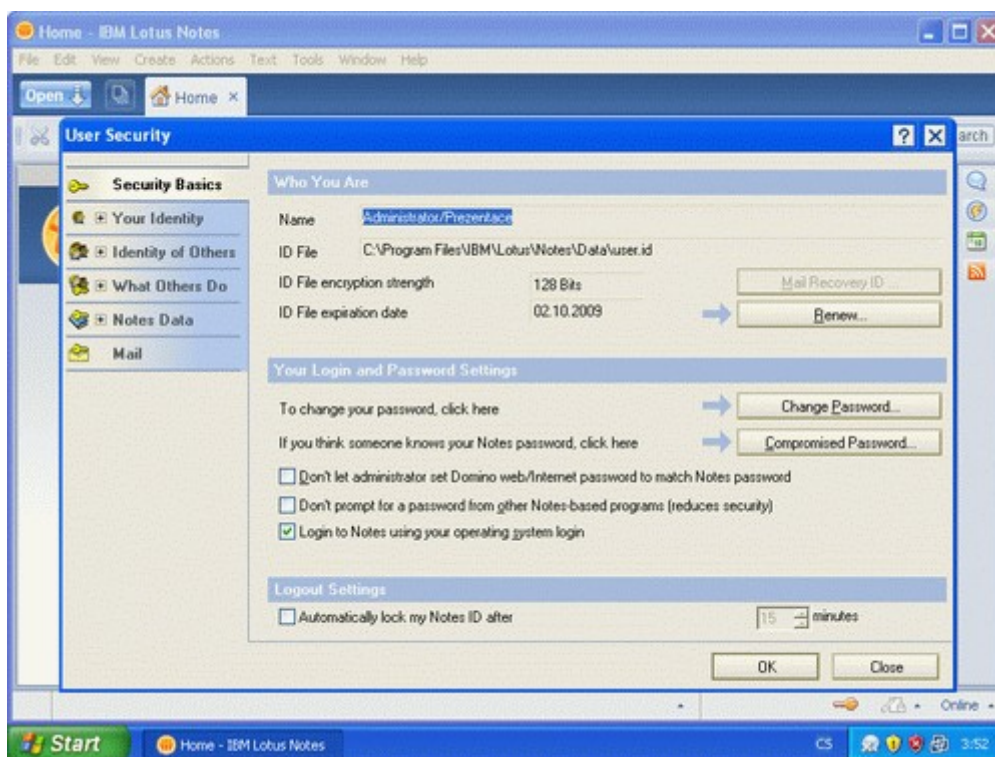 Home - IBM Lotus Notes
File Edit View Create Actions Text Tools Window Help
Open
Home ×
arch
User Security
Security Basics
Your Identity
Identity of Others
What Others Do
Notes Data
Mail
Who You Are
Name Administrator/Prezentace
ID File C:\Program Files\IBM\Lotus\Notes\Data\user.id
ID File encryption strength 128 Bits Mail Recovery ID ...
ID File expiration date 02.10.2009 Renew...
Your Login and Password Settings
To change your password, click here Change Password...
If you think someone knows your Notes password, click here Compromised Password...
Don't let administrator set Domino web/Internet password to match Notes password
Don't prompt for a password from other Notes-based programs (reduces security)
Login to Notes using your operating system login
Logout Settings
Automatically lock my Notes ID after 15 minutes
OK Close
Online
Start Home - IBM Lotus Notes CS 3:52